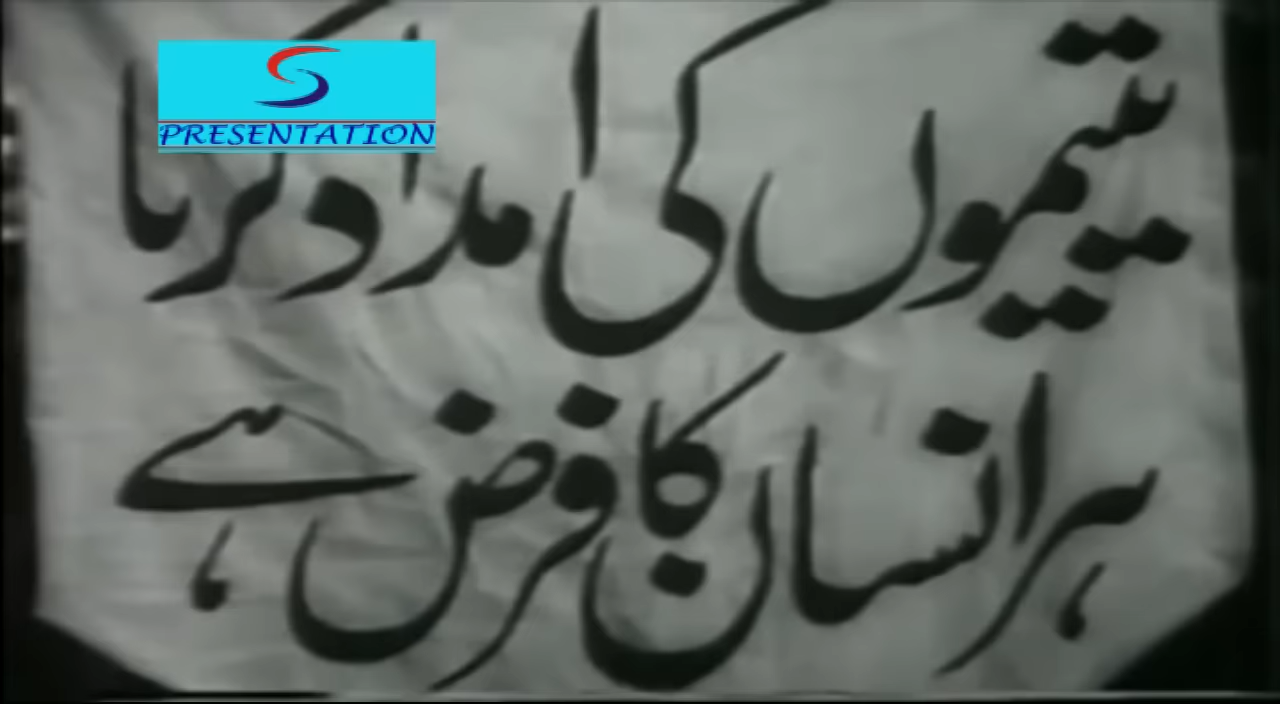 PRESENTATION
یتیموں کی امداد کرنا
ہر انسان کا فرض ہے